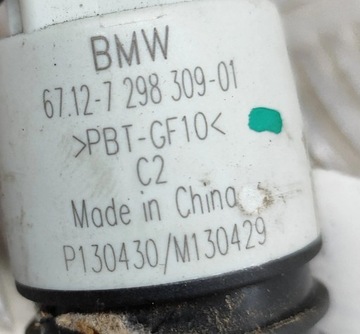 BMW
67.12-7 298 309-01
>PBT-GF10<
C2
Made in China
P130430/M130429